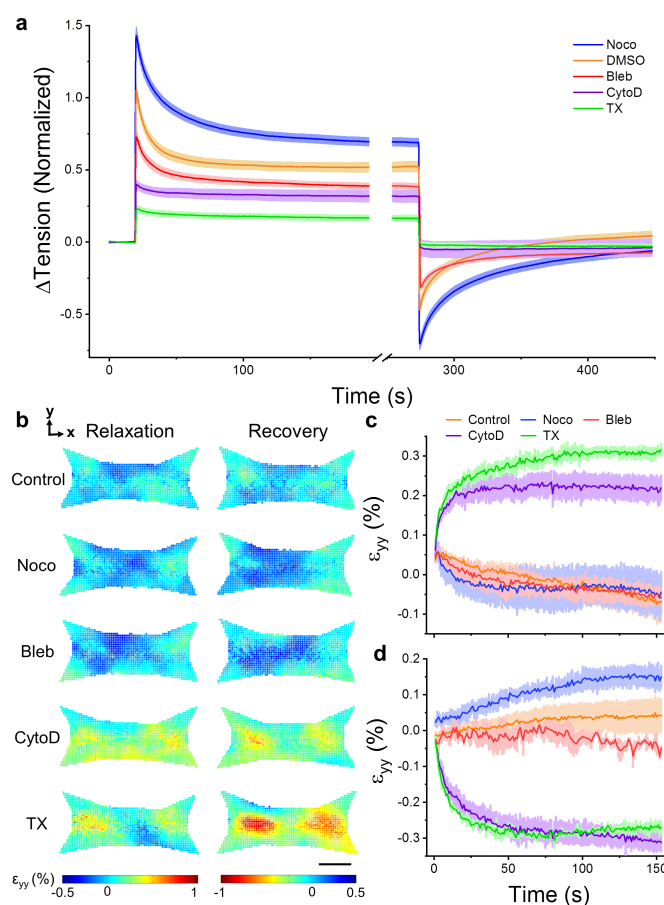 a
ΔTension (Normalized)
1.5
1.0
0.5
0.0
-0.5
Noco
DMSO
Bleb
CytoD
TX
0
100
300
400
Time (s)
b
y
x
Relaxation
Recovery
Control
Noco
Bleb
CytoD
TX
εyy (%)
-0.5
0
1
-1
0
0.5
c
Control
Noco
Bleb
CytoD
TX
εyy (%)
0.3
0.2
0.1
0.0
-0.1
d
εyy (%)
0.2
0.1
0.0
-0.1
-0.2
-0.3
0
50
100
150
Time (s)